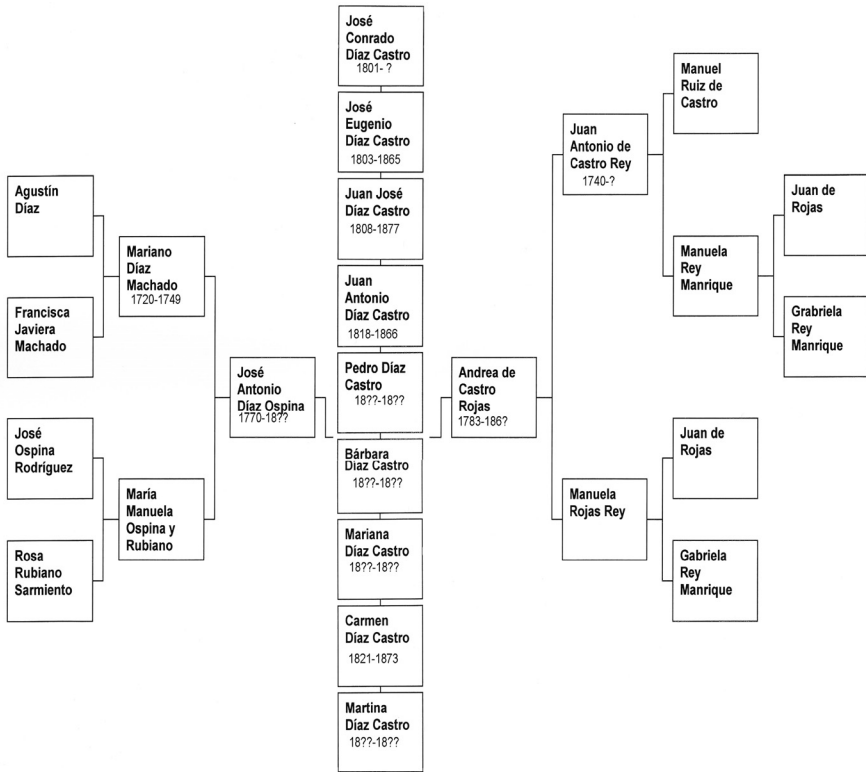 José
Conrado
Díaz Castro
1801- ?
José
Eugenio
Díaz Castro
1803-1865
Juan José
Díaz Castro
1808-1877
Juan
Antonio
Díaz Castro
1818-1866
Pedro Díaz
Castro
18??-18??
Bárbara
Díaz Castro
18??-18??
Mariana
Díaz Castro
18??-18??
Carmen
Díaz Castro
1821-1873
Martina
Díaz Castro
18??-18??
Agustín
Díaz
Francisca
Javiera
Machado
Mariano
Díaz
Machado
1720-1749
José
Ospina
Rodríguez
Rosa
Rubiano
Sarmiento
María
Manuela
Ospina y
Rubiano
José
Antonio
Díaz Ospina
1770-18??
Andrea de
Castro
Rojas
1783-186?
Juan
Antonio de
Castro Rey
1740-?
Manuel
Ruiz de
Castro
Manuela
Rey
Manrique
Juan de
Rojas
Grabriela
Rey
Manrique
Manuela
Rojas Rey
Juan de
Rojas
Gabriela
Rey
Manrique